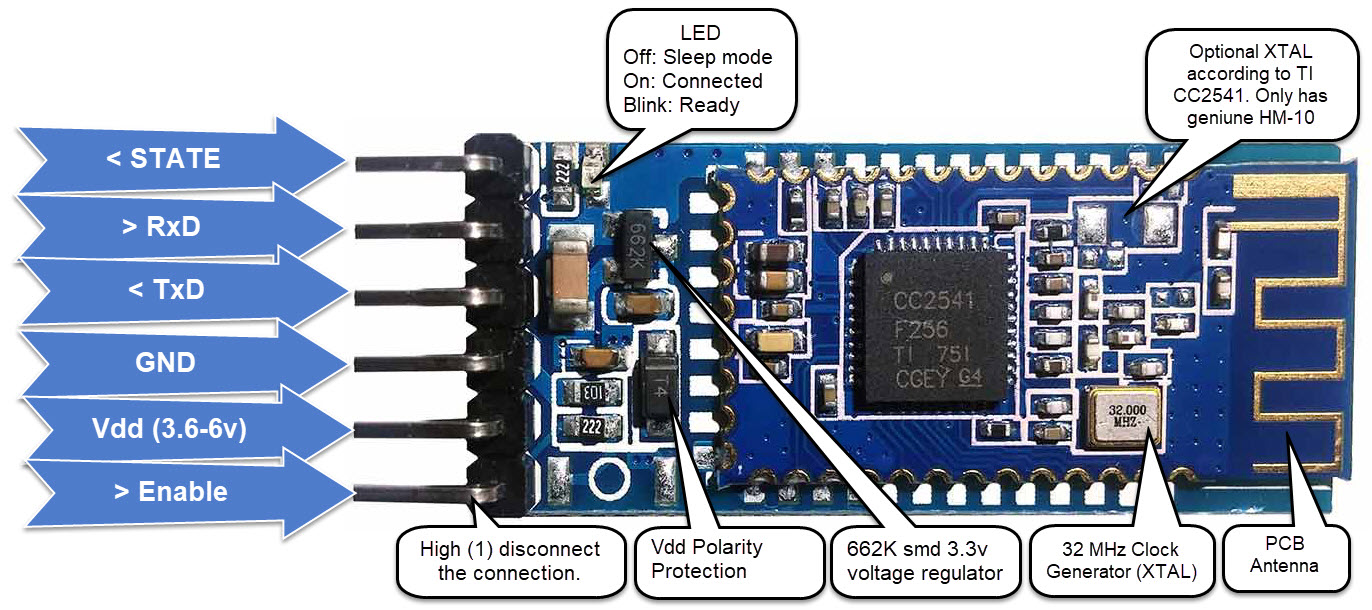 LED
Off: Sleep mode
On: Connected
Blink: Ready
Optional XTAL
according to TI
CC2541. Only has
geniune HM-10
< STATE
> RxD
< TxD
GND
Vdd (3.6-6v)
> Enable
222
662K
103
222
T4
CC2541
F256
TI 751
CGEY G4
32.000
MHZ
High (1) disconnect
the connection.
Vdd Polarity
Protection
662K smd 3.3v
voltage regulator
32 MHz Clock
Generator (XTAL)
PCB
Antenna